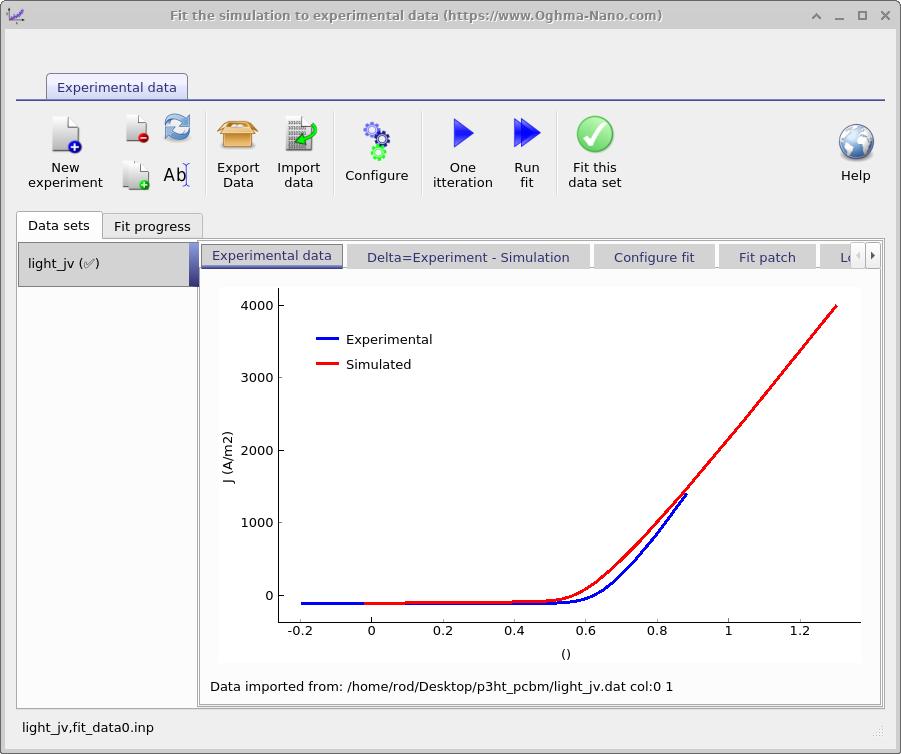 Fit the simulation to experimental data (https://www.Oghma-Nano.com)
Experimental data
New
experiment
Ab
Export
Data
Import
data
Configure
One
itteration
Run
fit
Fit this
data set
Help
Data sets
Fit progress
light_jv (✅)
Experimental data
Delta=Experiment - Simulation
Configure fit
Fit patch
4000
3000
2000
1000
0
J (A/m2)
Experimental
Simulated
-0.2
0
0.2
0.4
0.6
0.8
1
1.2
()
Data imported from: /home/rod/Desktop/p3ht_pcbm/light_jv.dat col:0 1
light_jv,fit_data0.inp